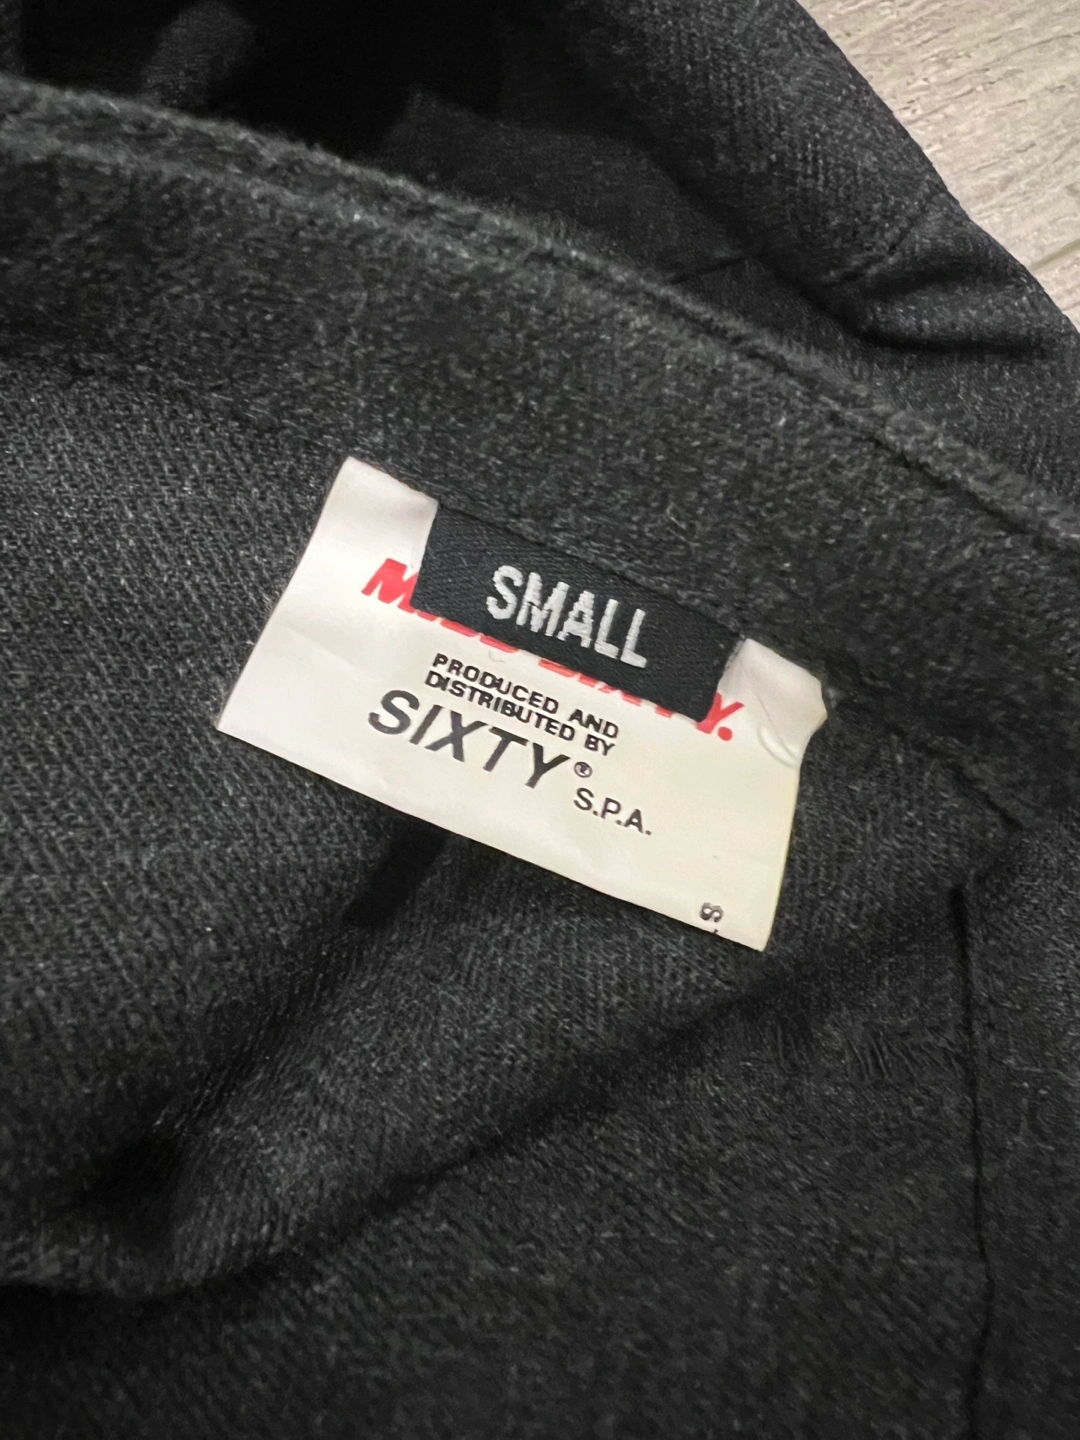 SMALL
PRODUCED AND
DISTRIBUTED BY
SIXTY®
S.P.A.